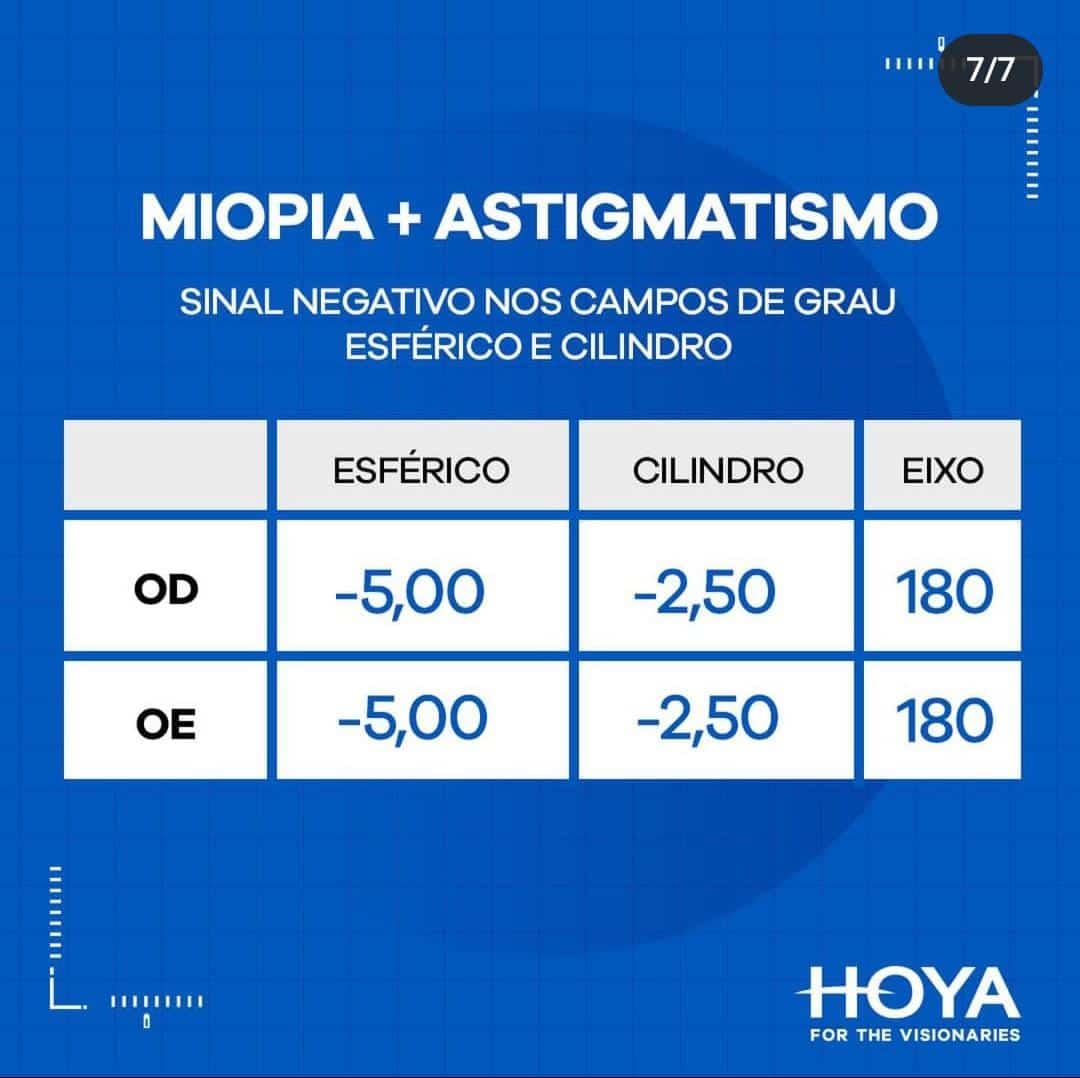 7/7
MIOPIA + ASTIGMATISMO
SINAL NEGATIVO NOS CAMPOS DE GRAU
ESFÉRICO E CILINDRO
ESFÉRICO CILINDRO EIXO
OD -5,00 -2,50 180
OE -5,00 -2,50 180
HOYA
FOR THE VISIONARIES